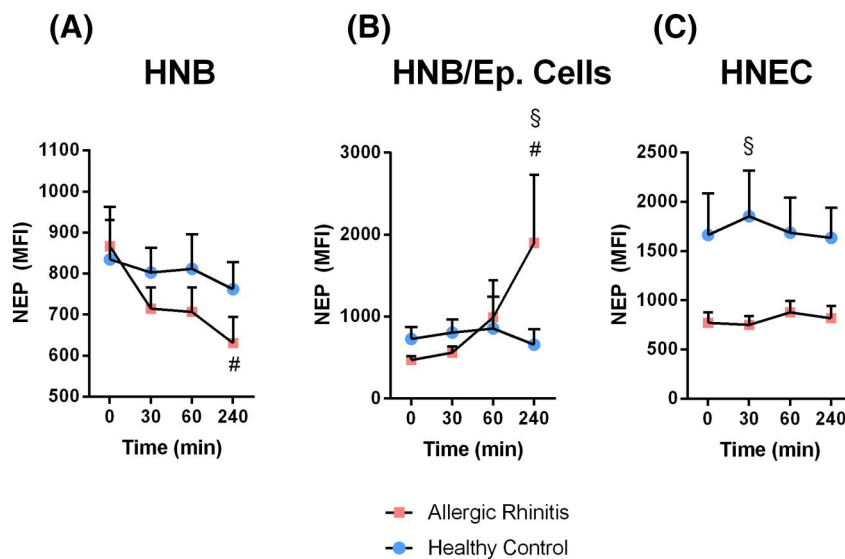 (A)
HNB
NEP (MFI)
1100
1000
900
800
700
600
500
#
0 30 60 240
Time (min)
(B)
HNB/Ep. Cells
§
#
NEP (MFI)
3000
2000
1000
0
0 30 60 240
Time (min)
(C)
HNEC
§
NEP (MFI)
2500
2000
1500
1000
500
0
0 30 60 240
Time (min)
Allergic Rhinitis
Healthy Control